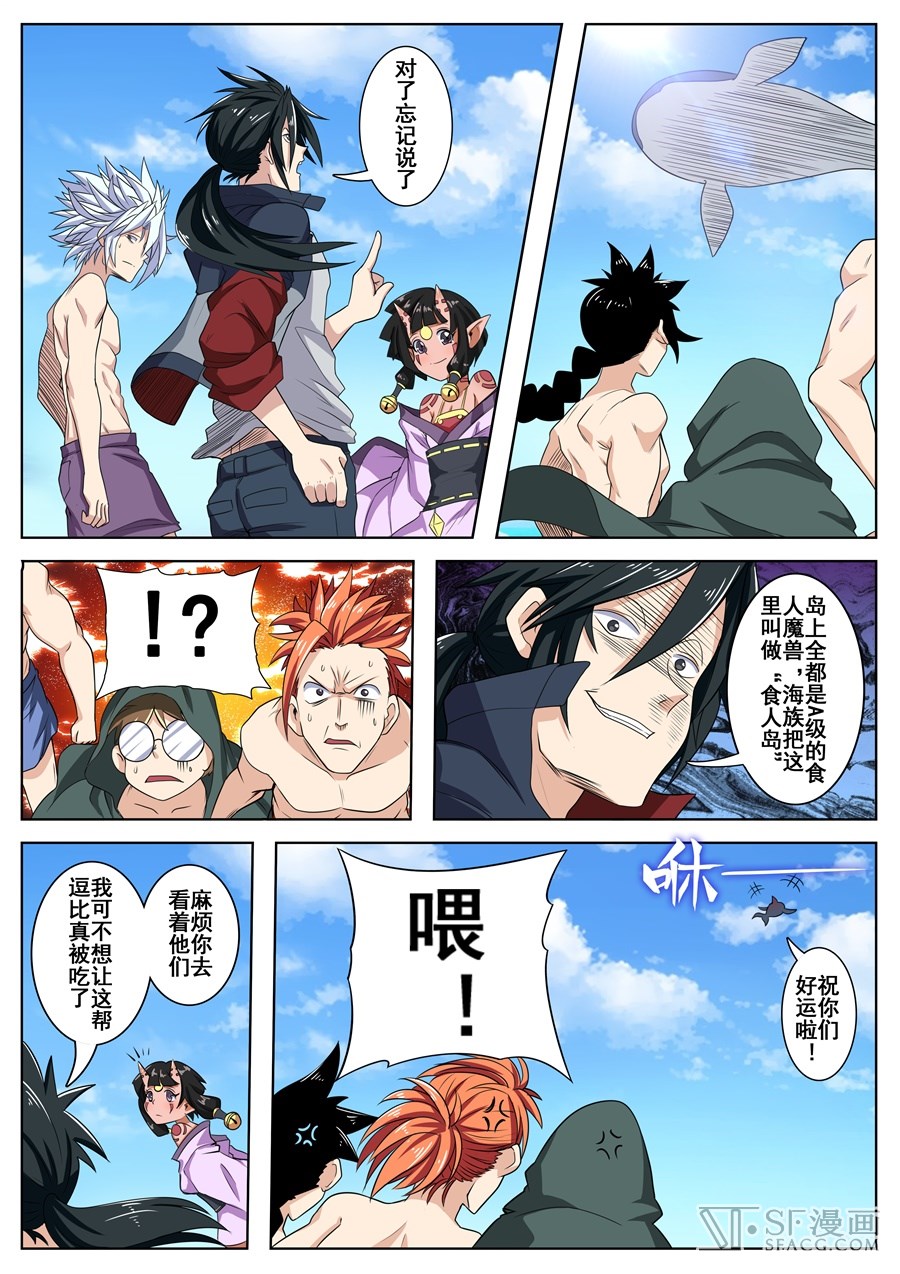 对了忘记说了
岛上全都是A级的食
人魔兽，海族把这
里叫做“食人岛”
！？
祝你们
好运啦！
咻
喂！
麻烦你去
看着他们
我可不想让这帮
逗比真被吃了
SF漫画
SFACG.COM